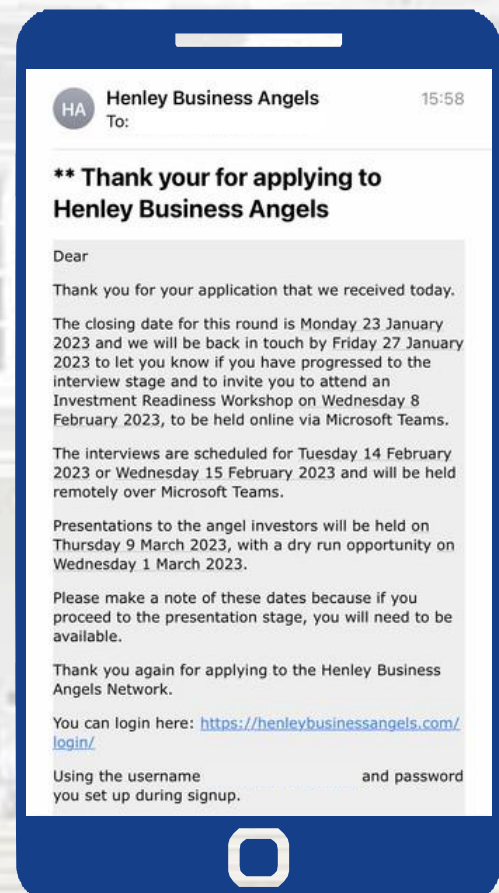 HA
Henley Business Angels
15:58
To:
** Thank your for applying to
Henley Business Angels
Dear
Thank you for your application that we received today.
The closing date for this round is Monday 23 January
2023 and we will be back in touch by Friday 27 January
2023 to let you know if you have progressed to the
interview stage and to invite you to attend an
Investment Readiness Workshop on Wednesday 8
February 2023, to be held online via Microsoft Teams.
The interviews are scheduled for Tuesday 14 February
2023 or Wednesday 15 February 2023 and will be held
remotely over Microsoft Teams.
Presentations to the angel investors will be held on
Thursday 9 March 2023, with a dry run opportunity on
Wednesday 1 March 2023.
Please make a note of these dates because if you
proceed to the presentation stage, you will need to be
available.
Thank you again for applying to the Henley Business
Angels Network.
You can login here: https://henleybusinessangels.com/
login/
Using the username and password
you set up during signup.